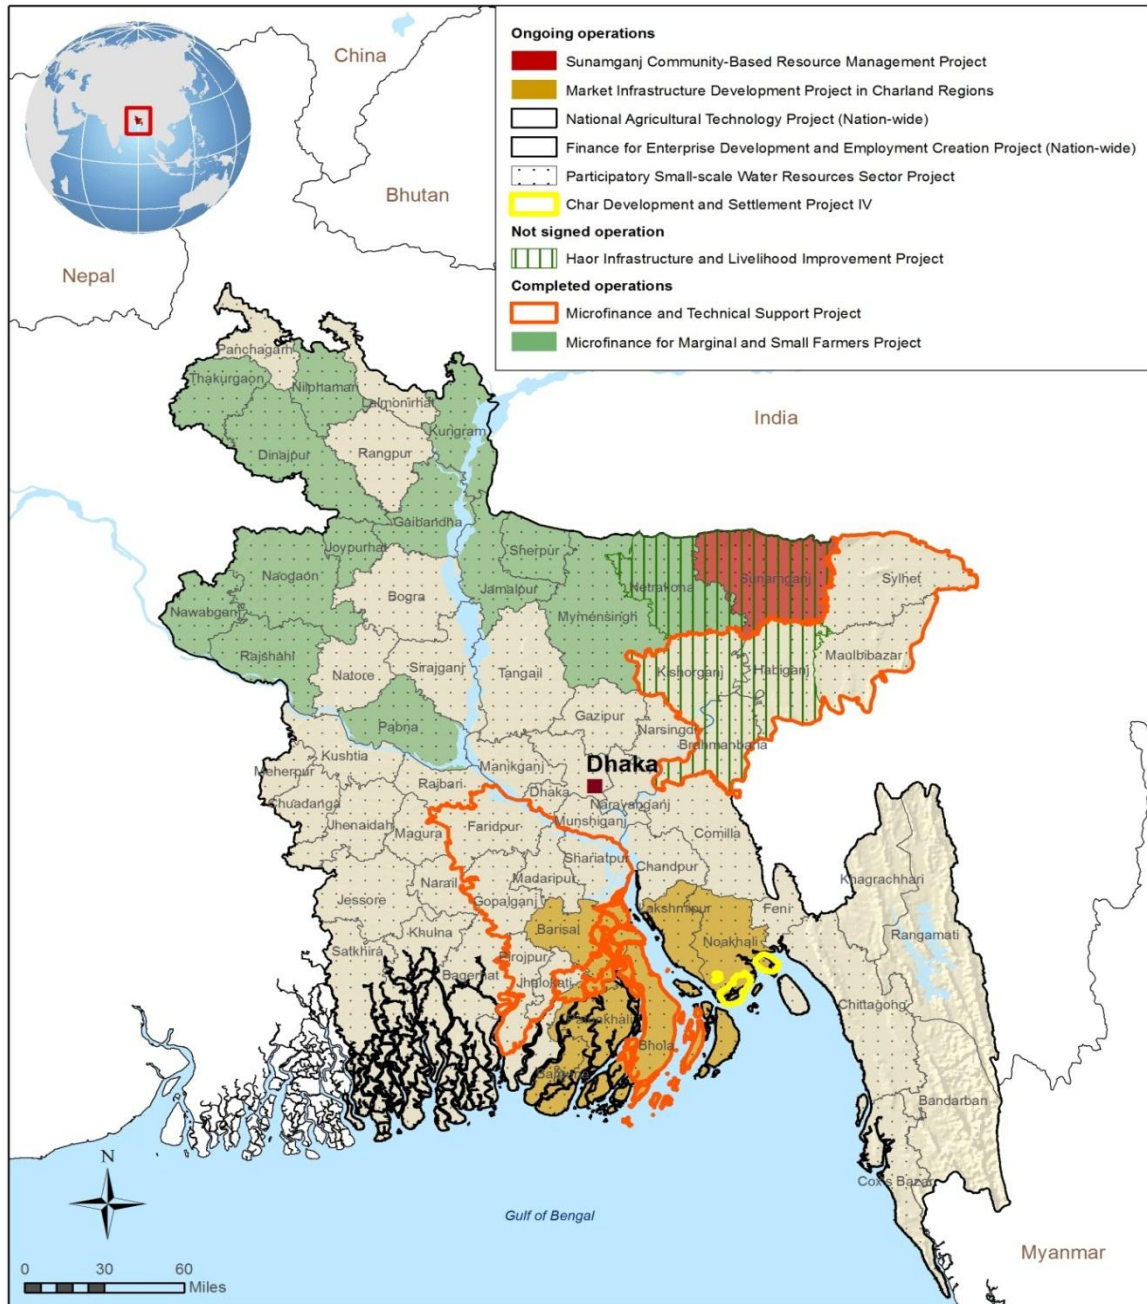 China
Bhutan
Nepal
India
Myanmar
Ongoing operations
Sunamganj Community-Based Resource Management Project
Market Infrastructure Development Project in Charland Regions
National Agricultural Technology Project (Nation-wide)
Finance for Enterprise Development and Employment Creation Project (Nation-wide)
Participatory Small-scale Water Resources Sector Project
Char Development and Settlement Project IV
Not signed operation
Haor Infrastructure and Livelihood Improvement Project
Completed operations
Microfinance and Technical Support Project
Microfinance for Marginal and Small Farmers Project
Panchagarh
Thakurgaon
Nilphamari
Lalmonirhat
Kurigram
Dinajpur
Rangpur
Gaibandha
Joypurhat
Sherpur
Naogaon
Bogra
Jamalpur
Netrakona
Sunamganj
Sylhet
Nawabganj
Mymensingh
Rajshahi
Natore
Sirajganj
Tangail
Kishorganj
Habiganj
Maulbibazar
Pabna
Gazipur
Narsingdi
Brahmanbaria
Kushtia
Meherpur
Manikganj
Dhaka
Rajbari
Dhaka
Chuadanga
Narayanganj
Jhenaidah
Magura
Faridpur
Munshiganj
Comilla
Shariatpur
Chandpur
Khagrachhari
Narail
Madaripur
Jessore
Gopalganj
Lakshmipur
Feni
Barisal
Rangamati
Khulna
Noakhali
Satkhira
Pirojpur
Bagerhat
Jhalokati
Chittagong
Patuakhali
Bhola
Barguna
Bandarban
Cox's Bazar
N
Gulf of Bengal
0 30 60
Miles